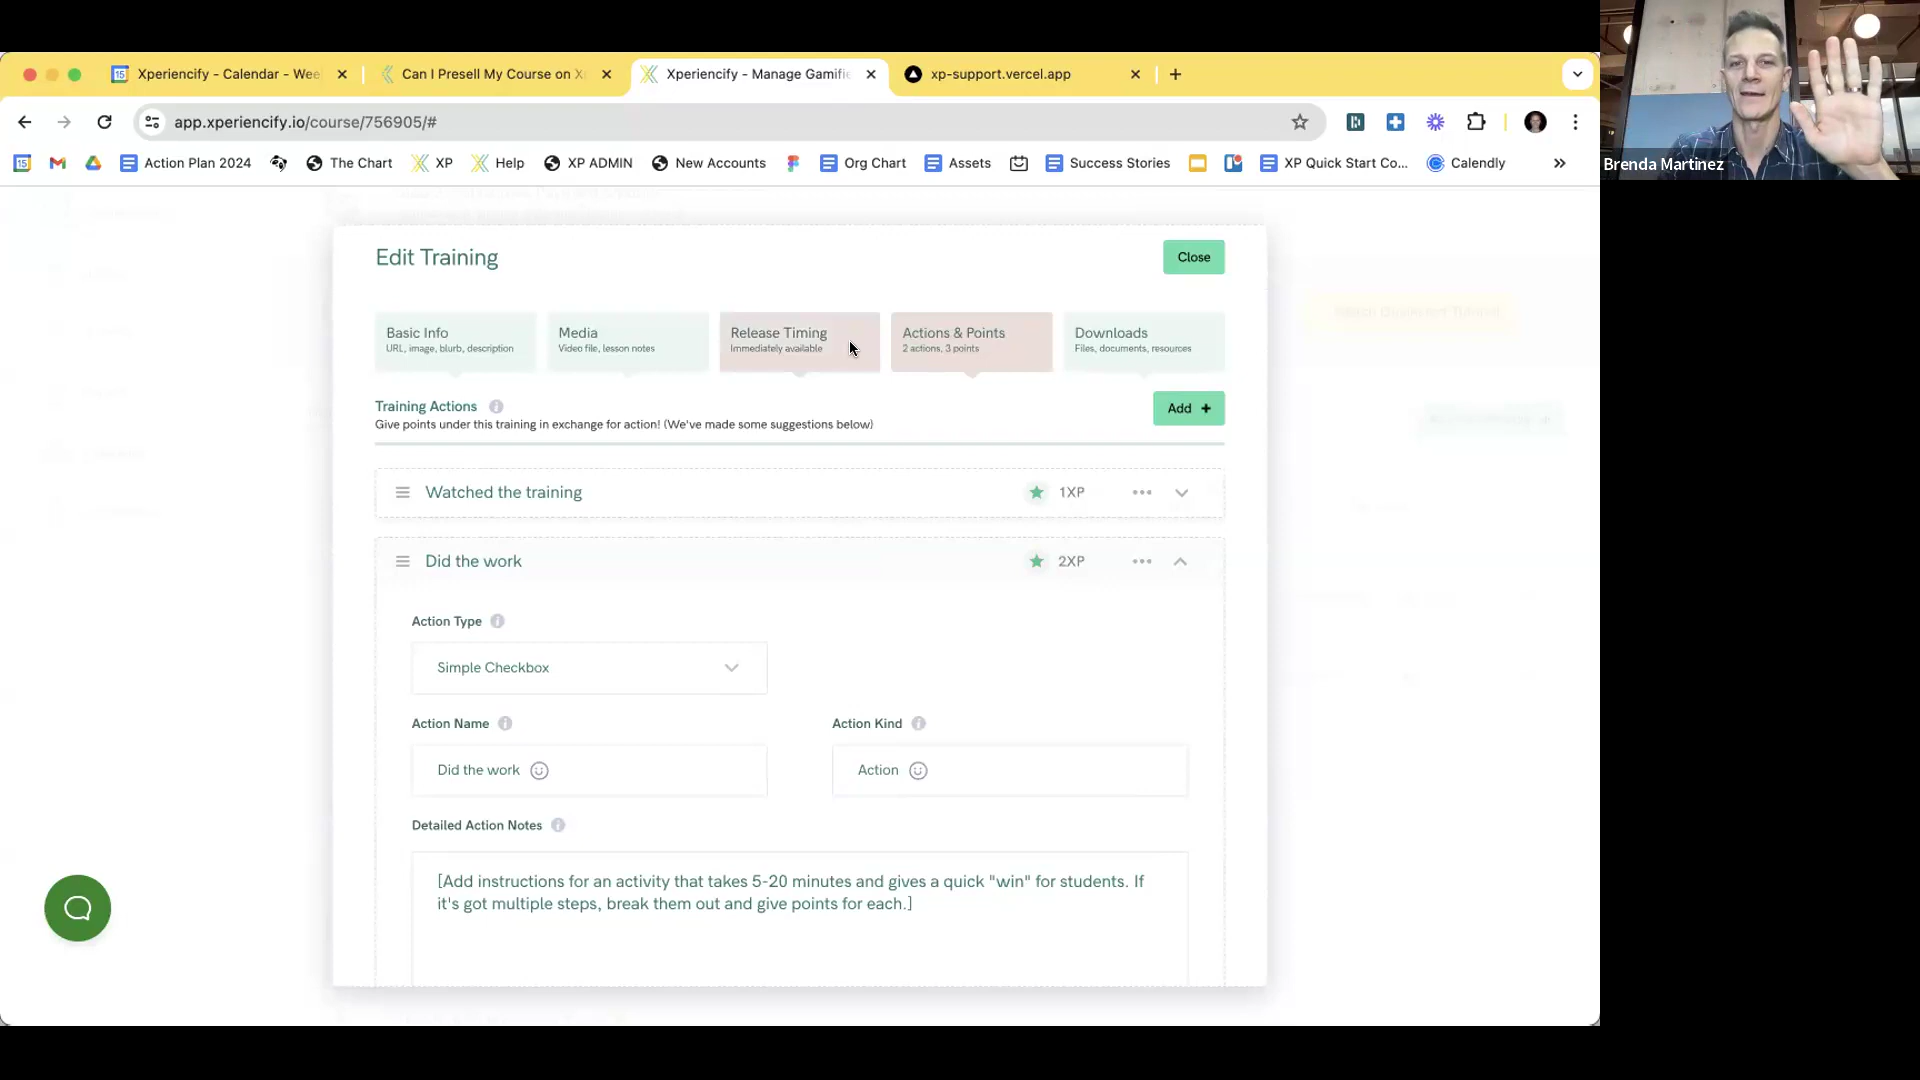 Xperiencify - Calendar - Wee
Can I Presell My Course on X
Xperiencify - Manage Gamifie
xp-support.vercel.app
app.xperiencify.io/course/756905/#
Action Plan 2024
The Chart
XP
Help
XP ADMIN
New Accounts
Org Chart
Assets
Success Stories
XP Quick Start Co...
Calendly
Brenda Martinez
Edit Training
Close
Basic Info
URL, image, blurb, description
Media
Video file, lesson notes
Release Timing
Immediately available
Actions & Points
2 actions, 3 points
Downloads
Files, documents, resources
Training Actions
Give points under this training in exchange for action! (We've made some suggestions below)
Add +
Watched the training
1XP
Did the work
2XP
Action Type
Simple Checkbox
Action Name
Action Kind
Did the work
Action
Detailed Action Notes
[Add instructions for an activity that takes 5-20 minutes and gives a quick "win" for students. If
it's got multiple steps, break them out and give points for each.]